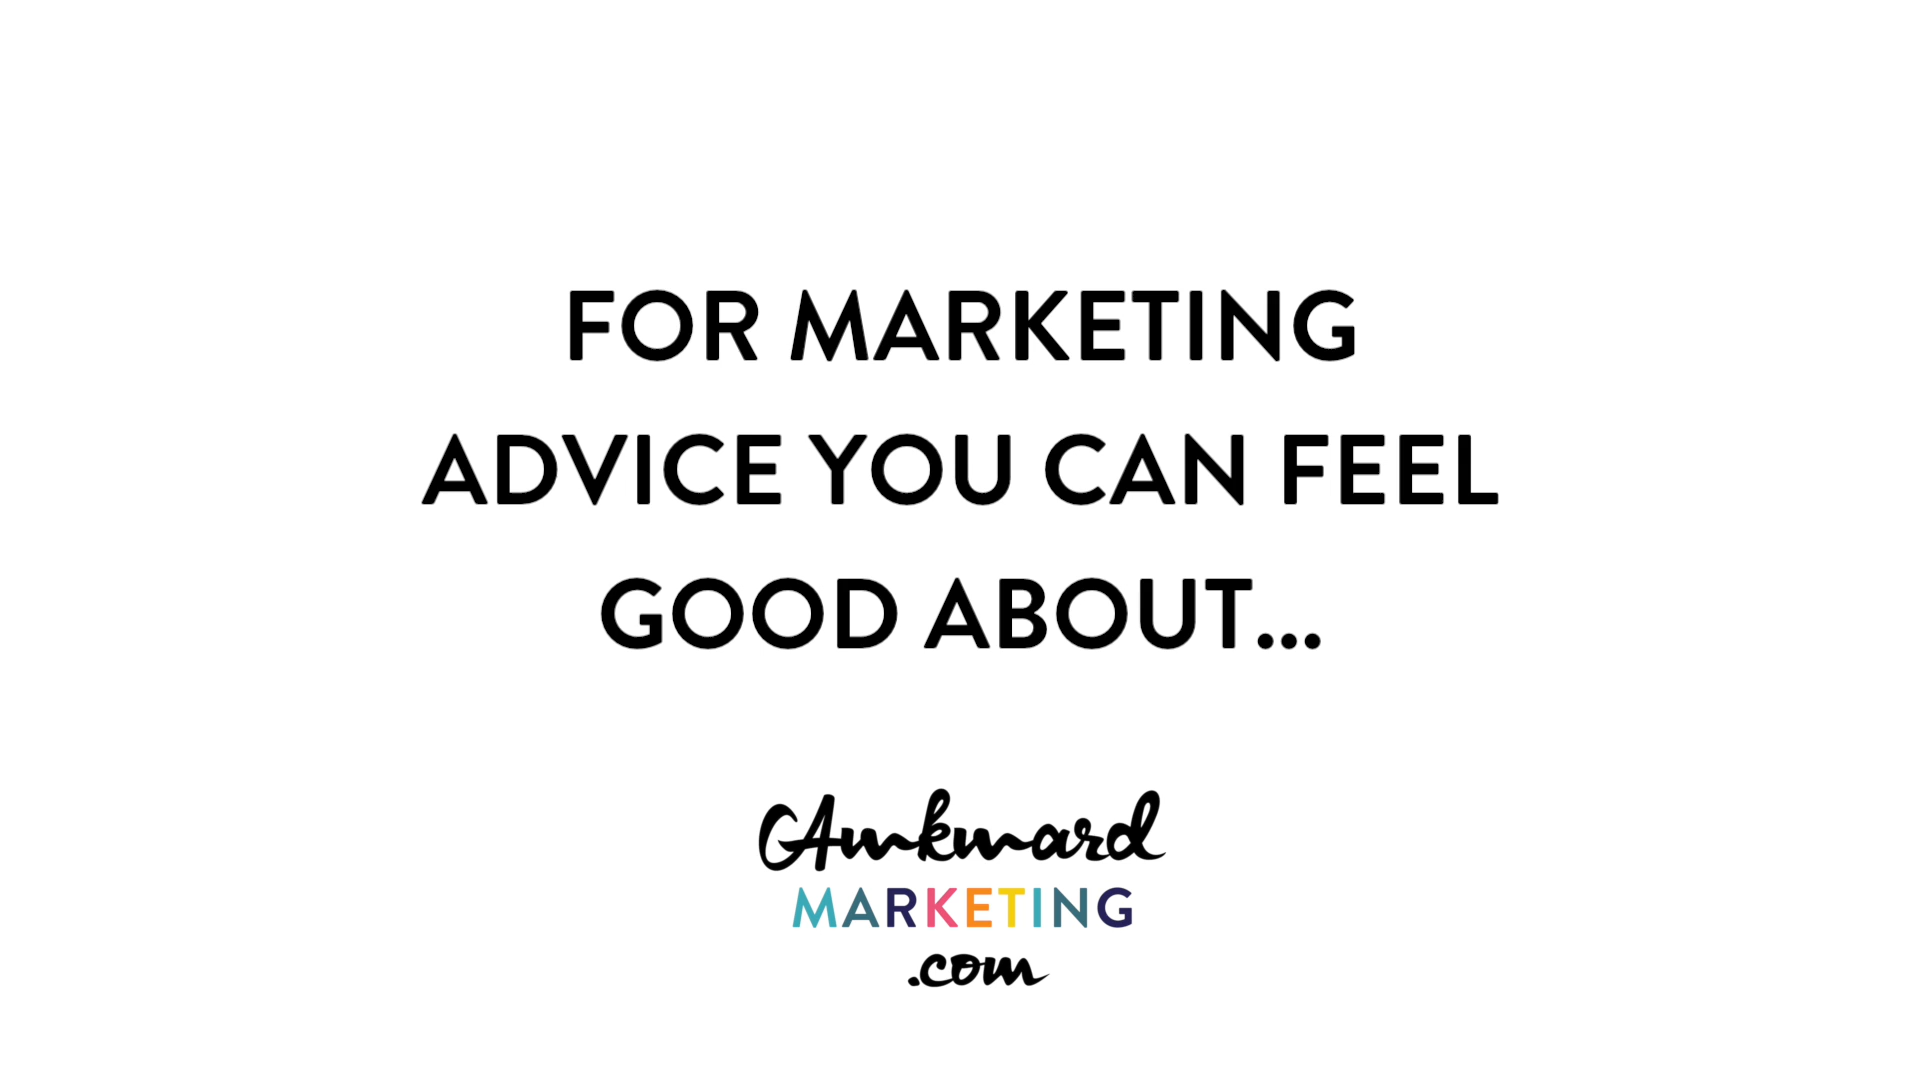 FOR MARKETING
ADVICE YOU CAN FEEL
GOOD ABOUT...
Awkward
MARKETING
.com